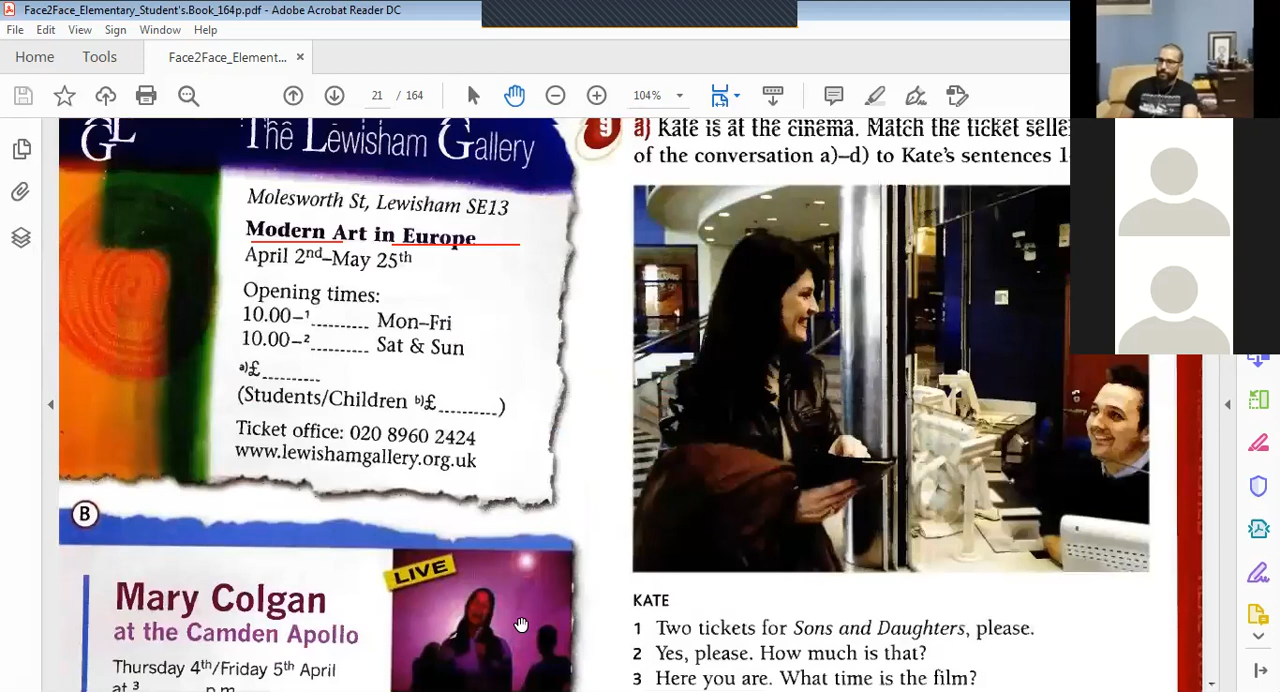 Face2Face_Elementary_Student's.Book_164p.pdf - Adobe Acrobat Reader DC
File Edit View Sign Window Help
Home Tools Face2Face_Element... ×
21 / 164 104%
GL The Lewisham Gallery
Molesworth St, Lewisham SE13
Modern Art in Europe
April 2nd–May 25th
Opening times:
10.00–1 ......... Mon–Fri
10.00–2 ......... Sat & Sun
a)£ .........
(Students/Children b)£ .........)
Ticket office: 020 8960 2424
www.lewishamgallery.org.uk
B
LIVE
Mary Colgan
at the Camden Apollo
Thursday 4th/Friday 5th April
at 3 ......... p.m.
9 a) Kate is at the cinema. Match the ticket selle
of the conversation a)–d) to Kate's sentences 1
KATE
1 Two tickets for Sons and Daughters, please.
2 Yes, please. How much is that?
3 Here you are. What time is the film?